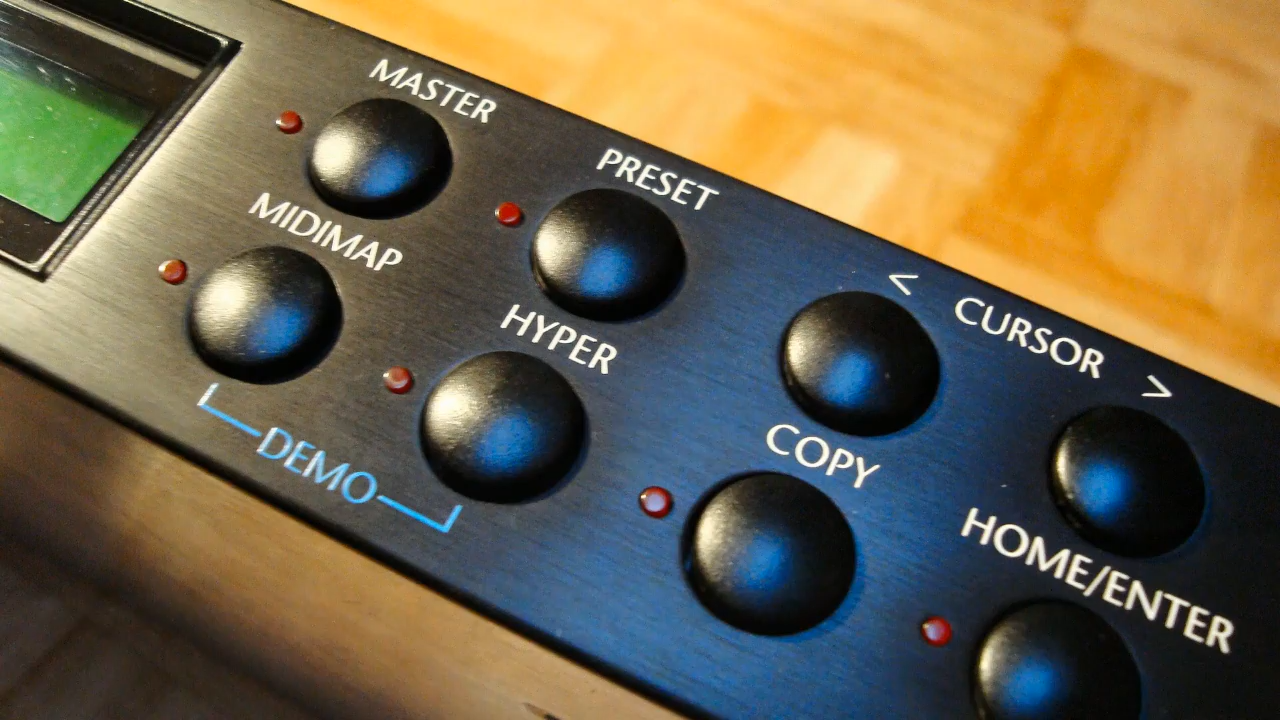 MASTER
PRESET
< CURSOR >
MIDIMAP
HYPER
COPY
HOME/ENTER
DEMO